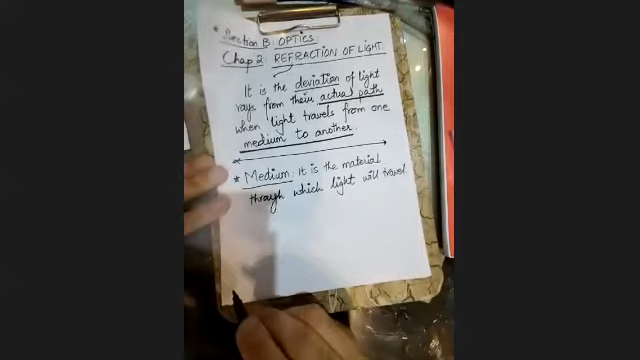 * Section B: OPTICS:
Chap 2: REFRACTION OF LIGHT:
It is the deviation of light
rays from their actual path
when light travels from one
medium to another.
* Medium: It is the material
through which light will travel